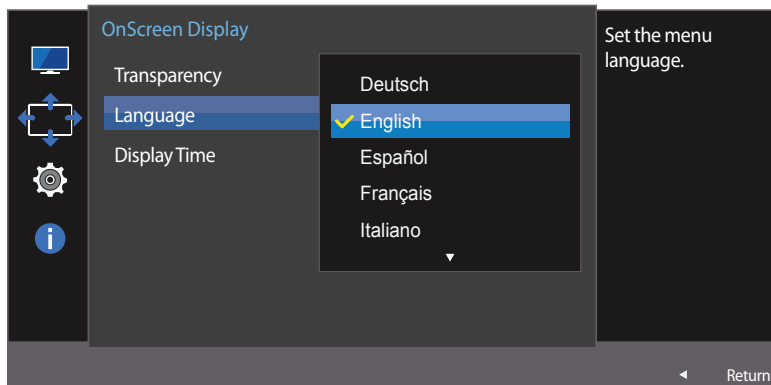 OnScreen Display
Transparency
Language
Display Time
Deutsch
English
Español
Français
Italiano
Set the menu
language.
Return